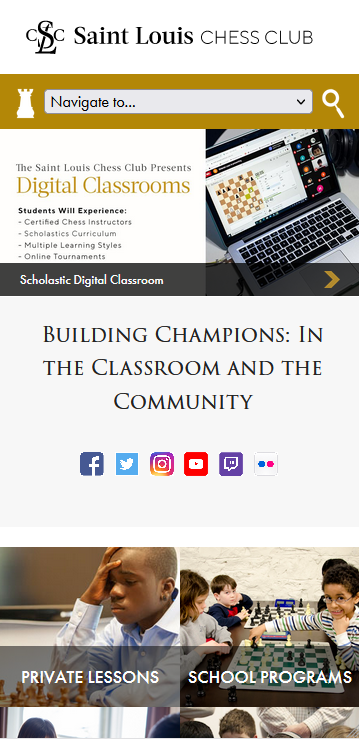 CSLCC Saint Louis CHESS CLUB
Navigate to...
The Saint Louis Chess Club Presents
Digital Classrooms
Students Will Experience:
- Certified Chess Instructors
- Scholastics Curriculum
- Multiple Learning Styles
- Online Tournaments
Scholastic Digital Classroom
BUILDING CHAMPIONS: IN
THE CLASSROOM AND THE
COMMUNITY
PRIVATE LESSONS
SCHOOL PROGRAMS